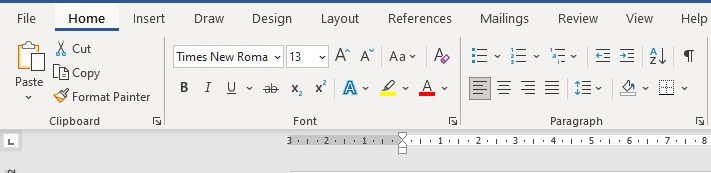 File Home Insert Draw Design Layout References Mailings Review View Help
Cut
Copy
Paste
Format Painter
Clipboard
Times New Roma 13 A A Aa A
B I U ab x₂ x² A A
Font
A Z ¶
Paragraph
L 3 2 1 1 2 3 4 5 6 7 8